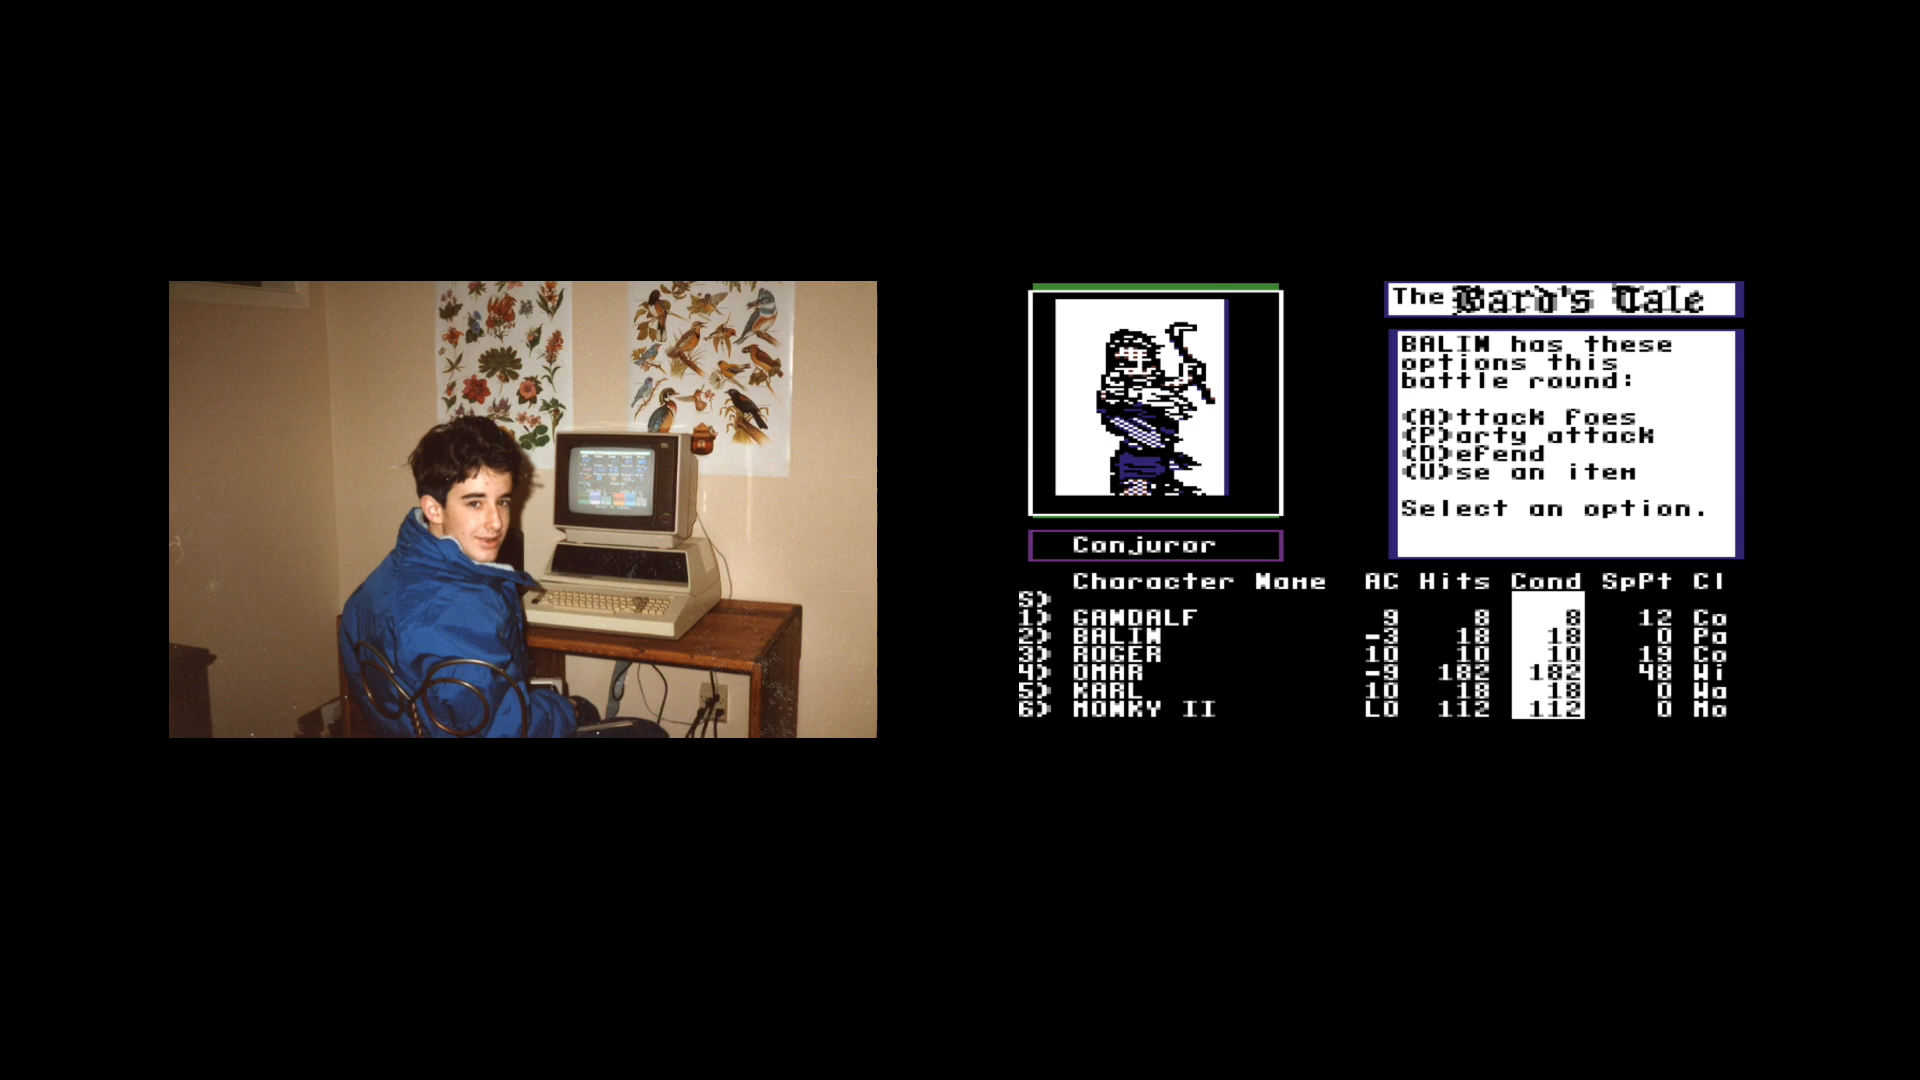 The Bard's Tale
BALIN has these
options this
battle round:
(A)ttack foes
(P)arty attack
(D)efend
(U)se an item
Select an option.
Conjuror
Character Name AC Hits Cond SpPt Cl
S)
1) GANDALF 9 8 8 12 Co
2) BALIN -3 18 18 0 Pa
3) ROGER 10 10 10 19 Co
4) OMAR -9 182 182 48 Wi
5) KARL 10 18 18 0 Wa
6) MONKY II LO 112 112 0 Mo